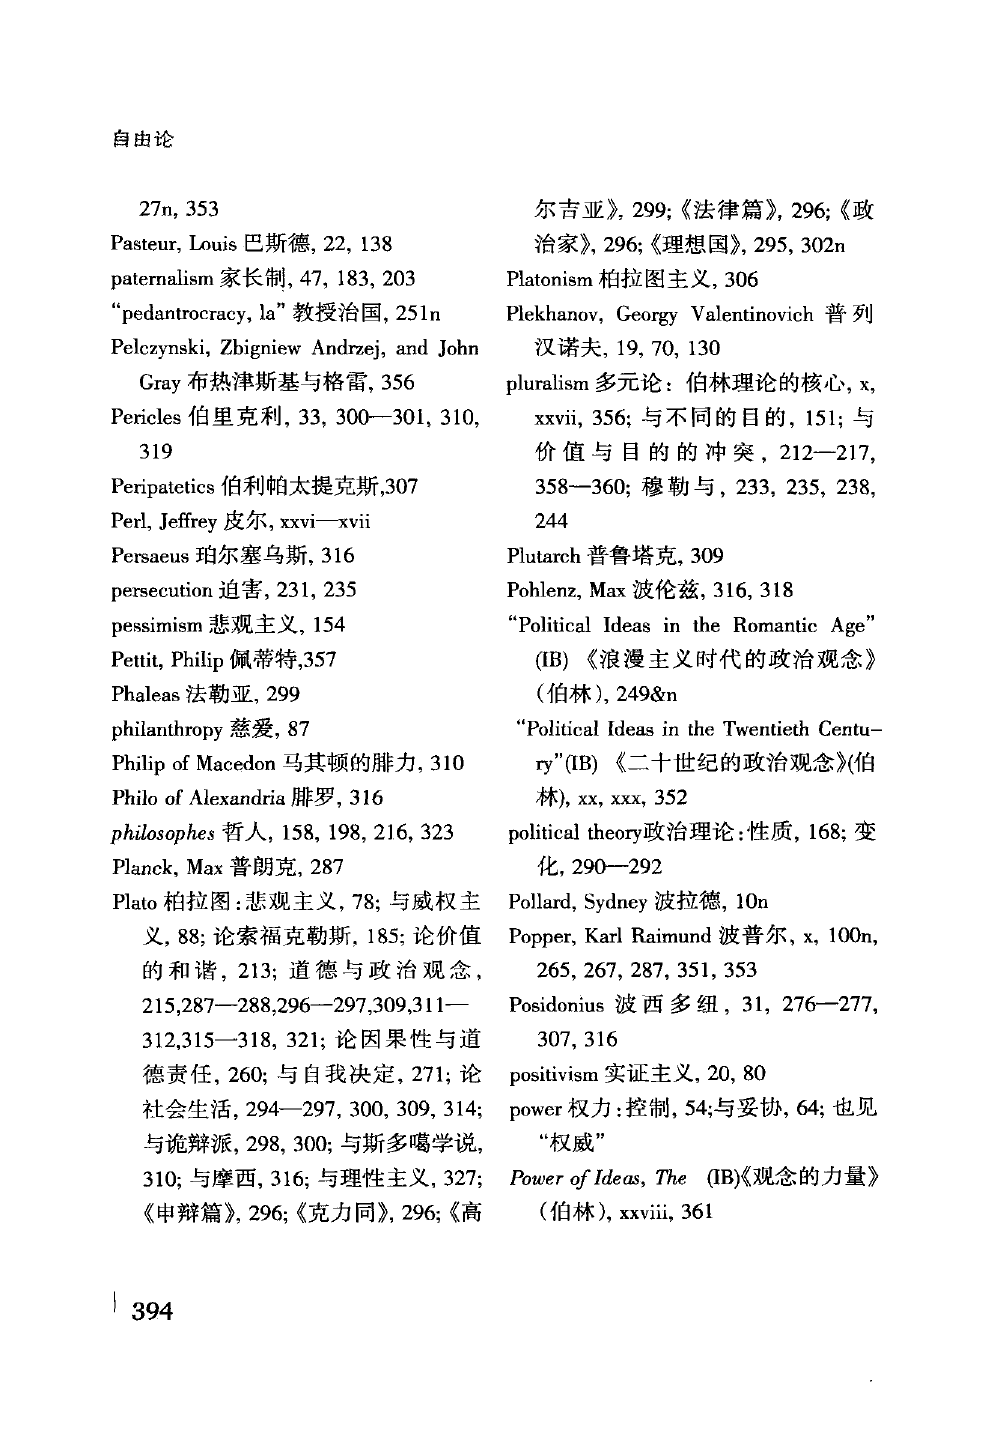 自由论
27n, 353
Pasteur, Louis 巴斯德, 22, 138
paternalism 家长制, 47, 183, 203
“pedantrocracy, la” 教授治国, 251n
Pelczynski, Zbigniew Andrzej, and John
Gray 布热津斯基与格雷, 356
Pericles 伯里克利, 33, 300—301, 310,
319
Peripatetics 伯利帕太提克斯,307
Perl, Jeffrey 皮尔, xxvi—xvii
Persaeus 珀尔塞乌斯, 316
persecution 迫害, 231, 235
pessimism 悲观主义, 154
Pettit, Philip 佩蒂特,357
Phaleas 法勒亚, 299
philanthropy 慈爱, 87
Philip of Macedon 马其顿的腓力, 310
Philo of Alexandria 腓罗, 316
philosophes 哲人, 158, 198, 216, 323
Planck, Max 普朗克, 287
Plato 柏拉图:悲观主义, 78; 与威权主
义, 88; 论索福克勒斯, 185; 论价值
的和谐, 213; 道德与政治观念,
215,287—288,296—297,309,311—
312,315—318, 321; 论因果性与道
德责任, 260; 与自我决定, 271; 论
社会生活, 294—297, 300, 309, 314;
与诡辩派, 298, 300; 与斯多噶学说,
310; 与摩西, 316; 与理性主义, 327;
《申辩篇》, 296; 《克力同》, 296; 《高
尔吉亚》, 299; 《法律篇》, 296; 《政
治家》, 296; 《理想国》, 295, 302n
Platonism 柏拉图主义, 306
Plekhanov, Georgy Valentinovich 普列
汉诺夫, 19, 70, 130
pluralism 多元论: 伯林理论的核心, x,
xxvii, 356; 与不同的目的, 151; 与
价值与目的的冲突, 212—217,
358—360; 穆勒与, 233, 235, 238,
244
Plutarch 普鲁塔克, 309
Pohlenz, Max 波伦兹, 316, 318
“Political Ideas in the Romantic Age”
(IB) 《浪漫主义时代的政治观念》
(伯林), 249&n
“Political Ideas in the Twentieth Centu-
ry”(IB) 《二十世纪的政治观念》(伯
林), xx, xxx, 352
political theory政治理论:性质, 168; 变
化, 290—292
Pollard, Sydney 波拉德, 10n
Popper, Karl Raimund 波普尔, x, 100n,
265, 267, 287, 351, 353
Posidonius 波西多纽, 31, 276—277,
307, 316
positivism 实证主义, 20, 80
power 权力:控制, 54;与妥协, 64; 也见
“权威”
Power of Ideas, The (IB)《观念的力量》
(伯林), xxviii, 361
394